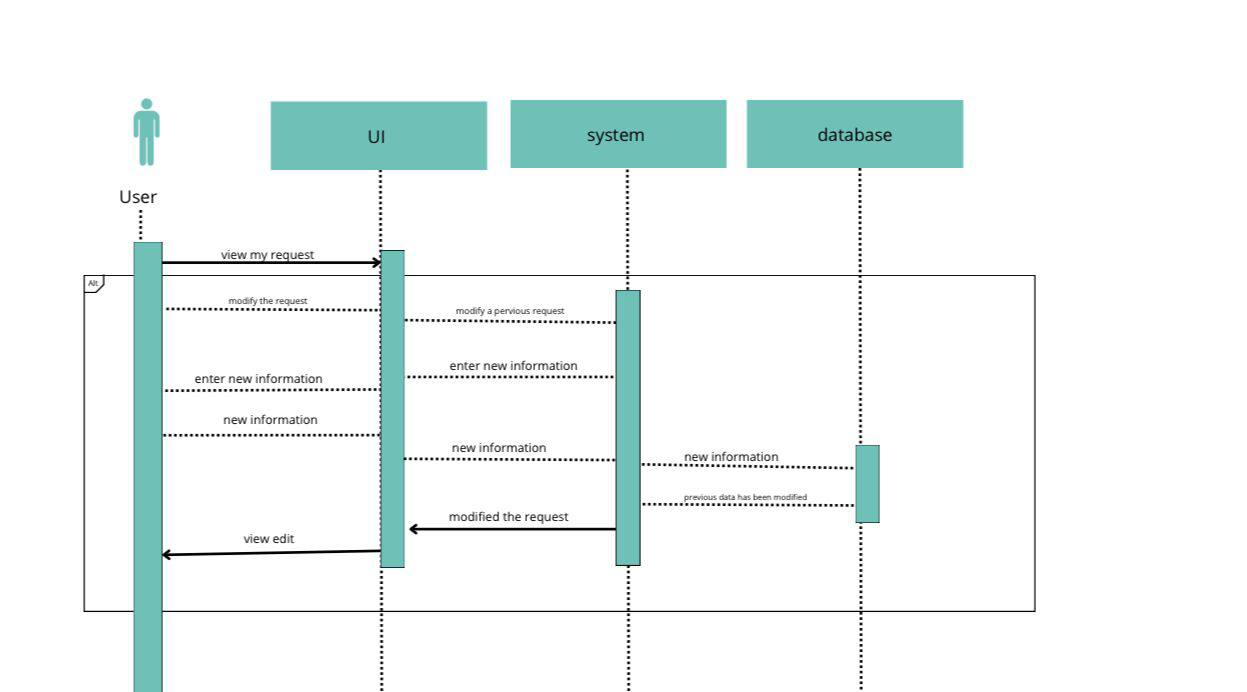 UI
system
database
User
view my request
Alt
modify the request
modify a pervious request
enter new information
enter new information
new information
new information
new information
previous data has been modified
modified the request
view edit